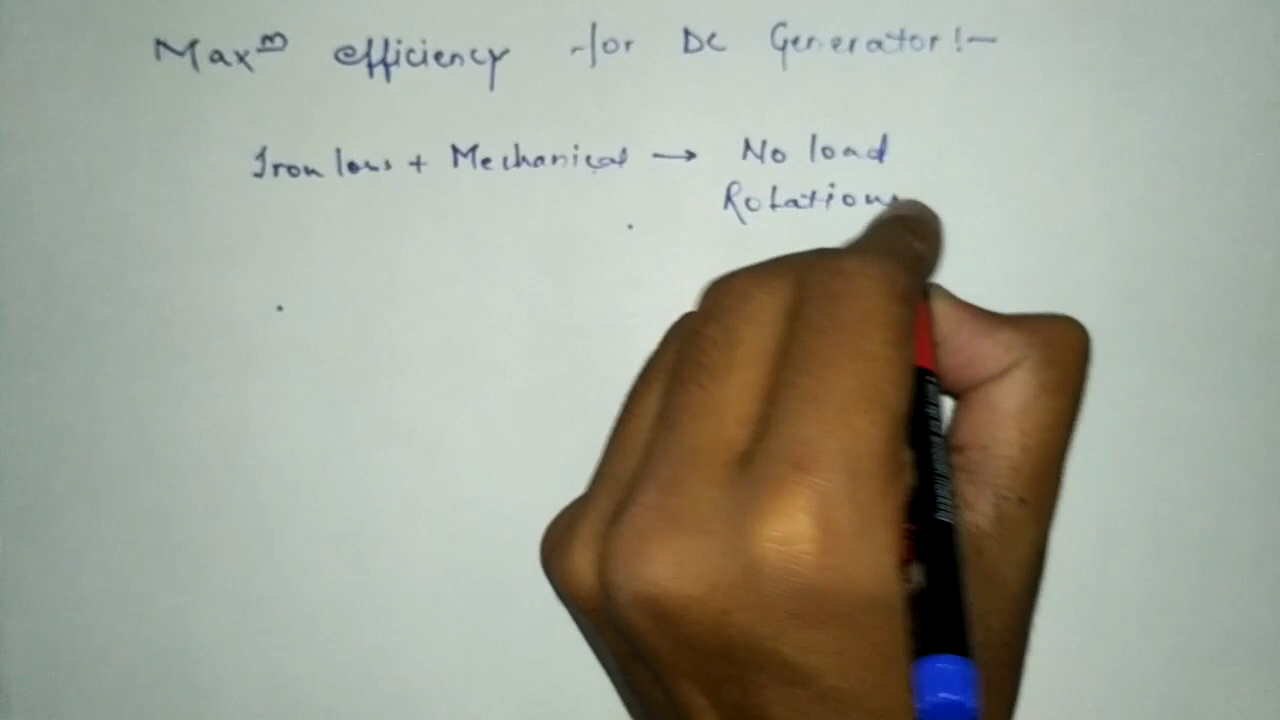 Maxᵐ efficiency for DC Generator!—
Iron loss + Mechanical → No load
Rotation